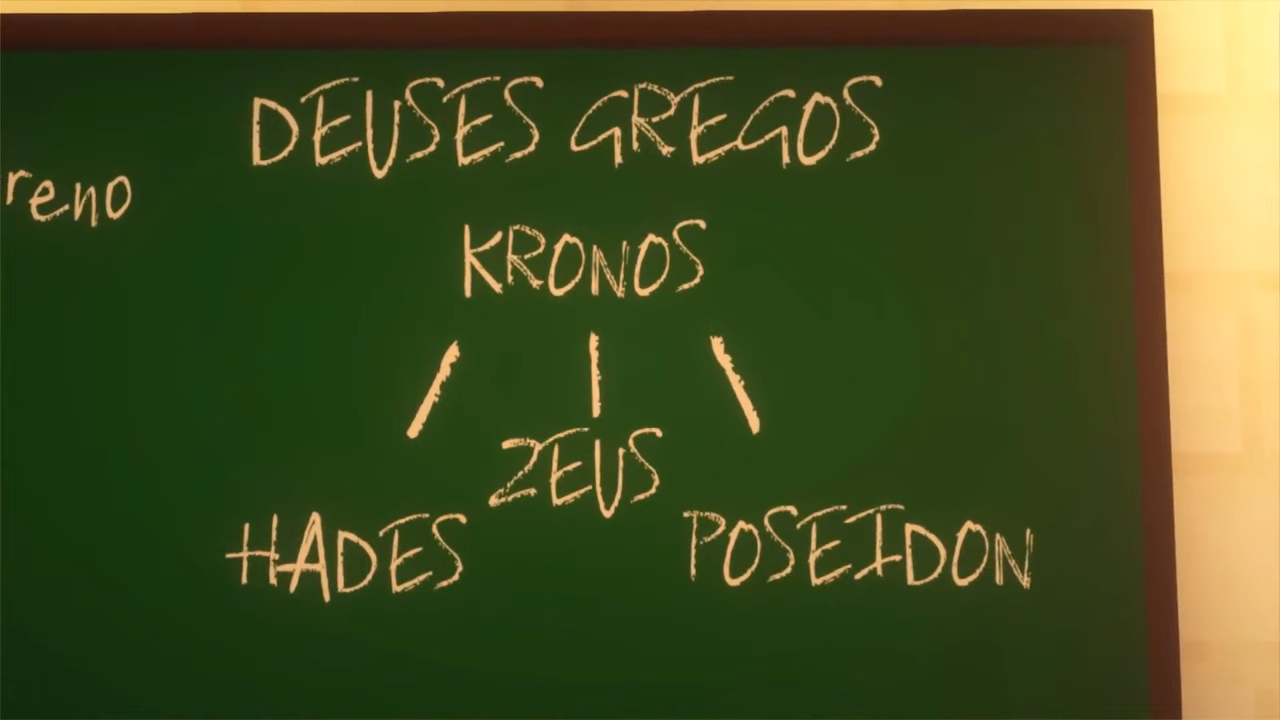 DEUSES GREGOS
reno
KRONOS
ZEUS
HADES
POSEIDON